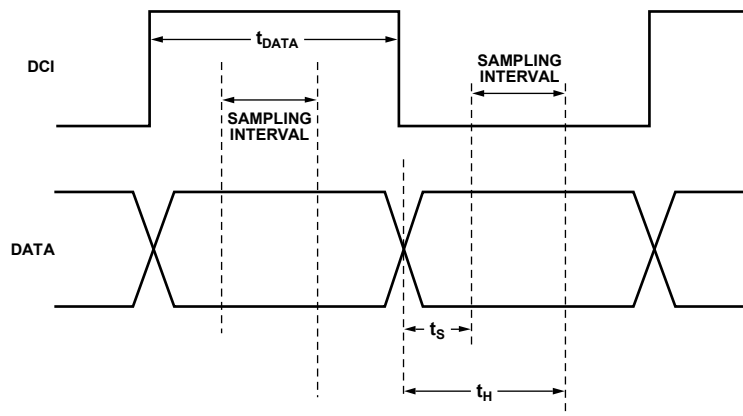 DCI
tDATA
SAMPLING
INTERVAL
SAMPLING
INTERVAL
DATA
tS
tH